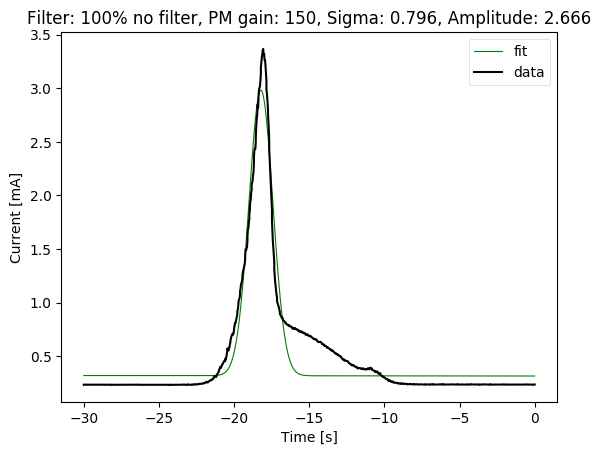 Filter: 100% no filter, PM gain: 150, Sigma: 0.796, Amplitude: 2.666
fit
data
Current [mA]
3.5
3.0
2.5
2.0
1.5
1.0
0.5
−30
−25
−20
−15
−10
−5
0
Time [s]